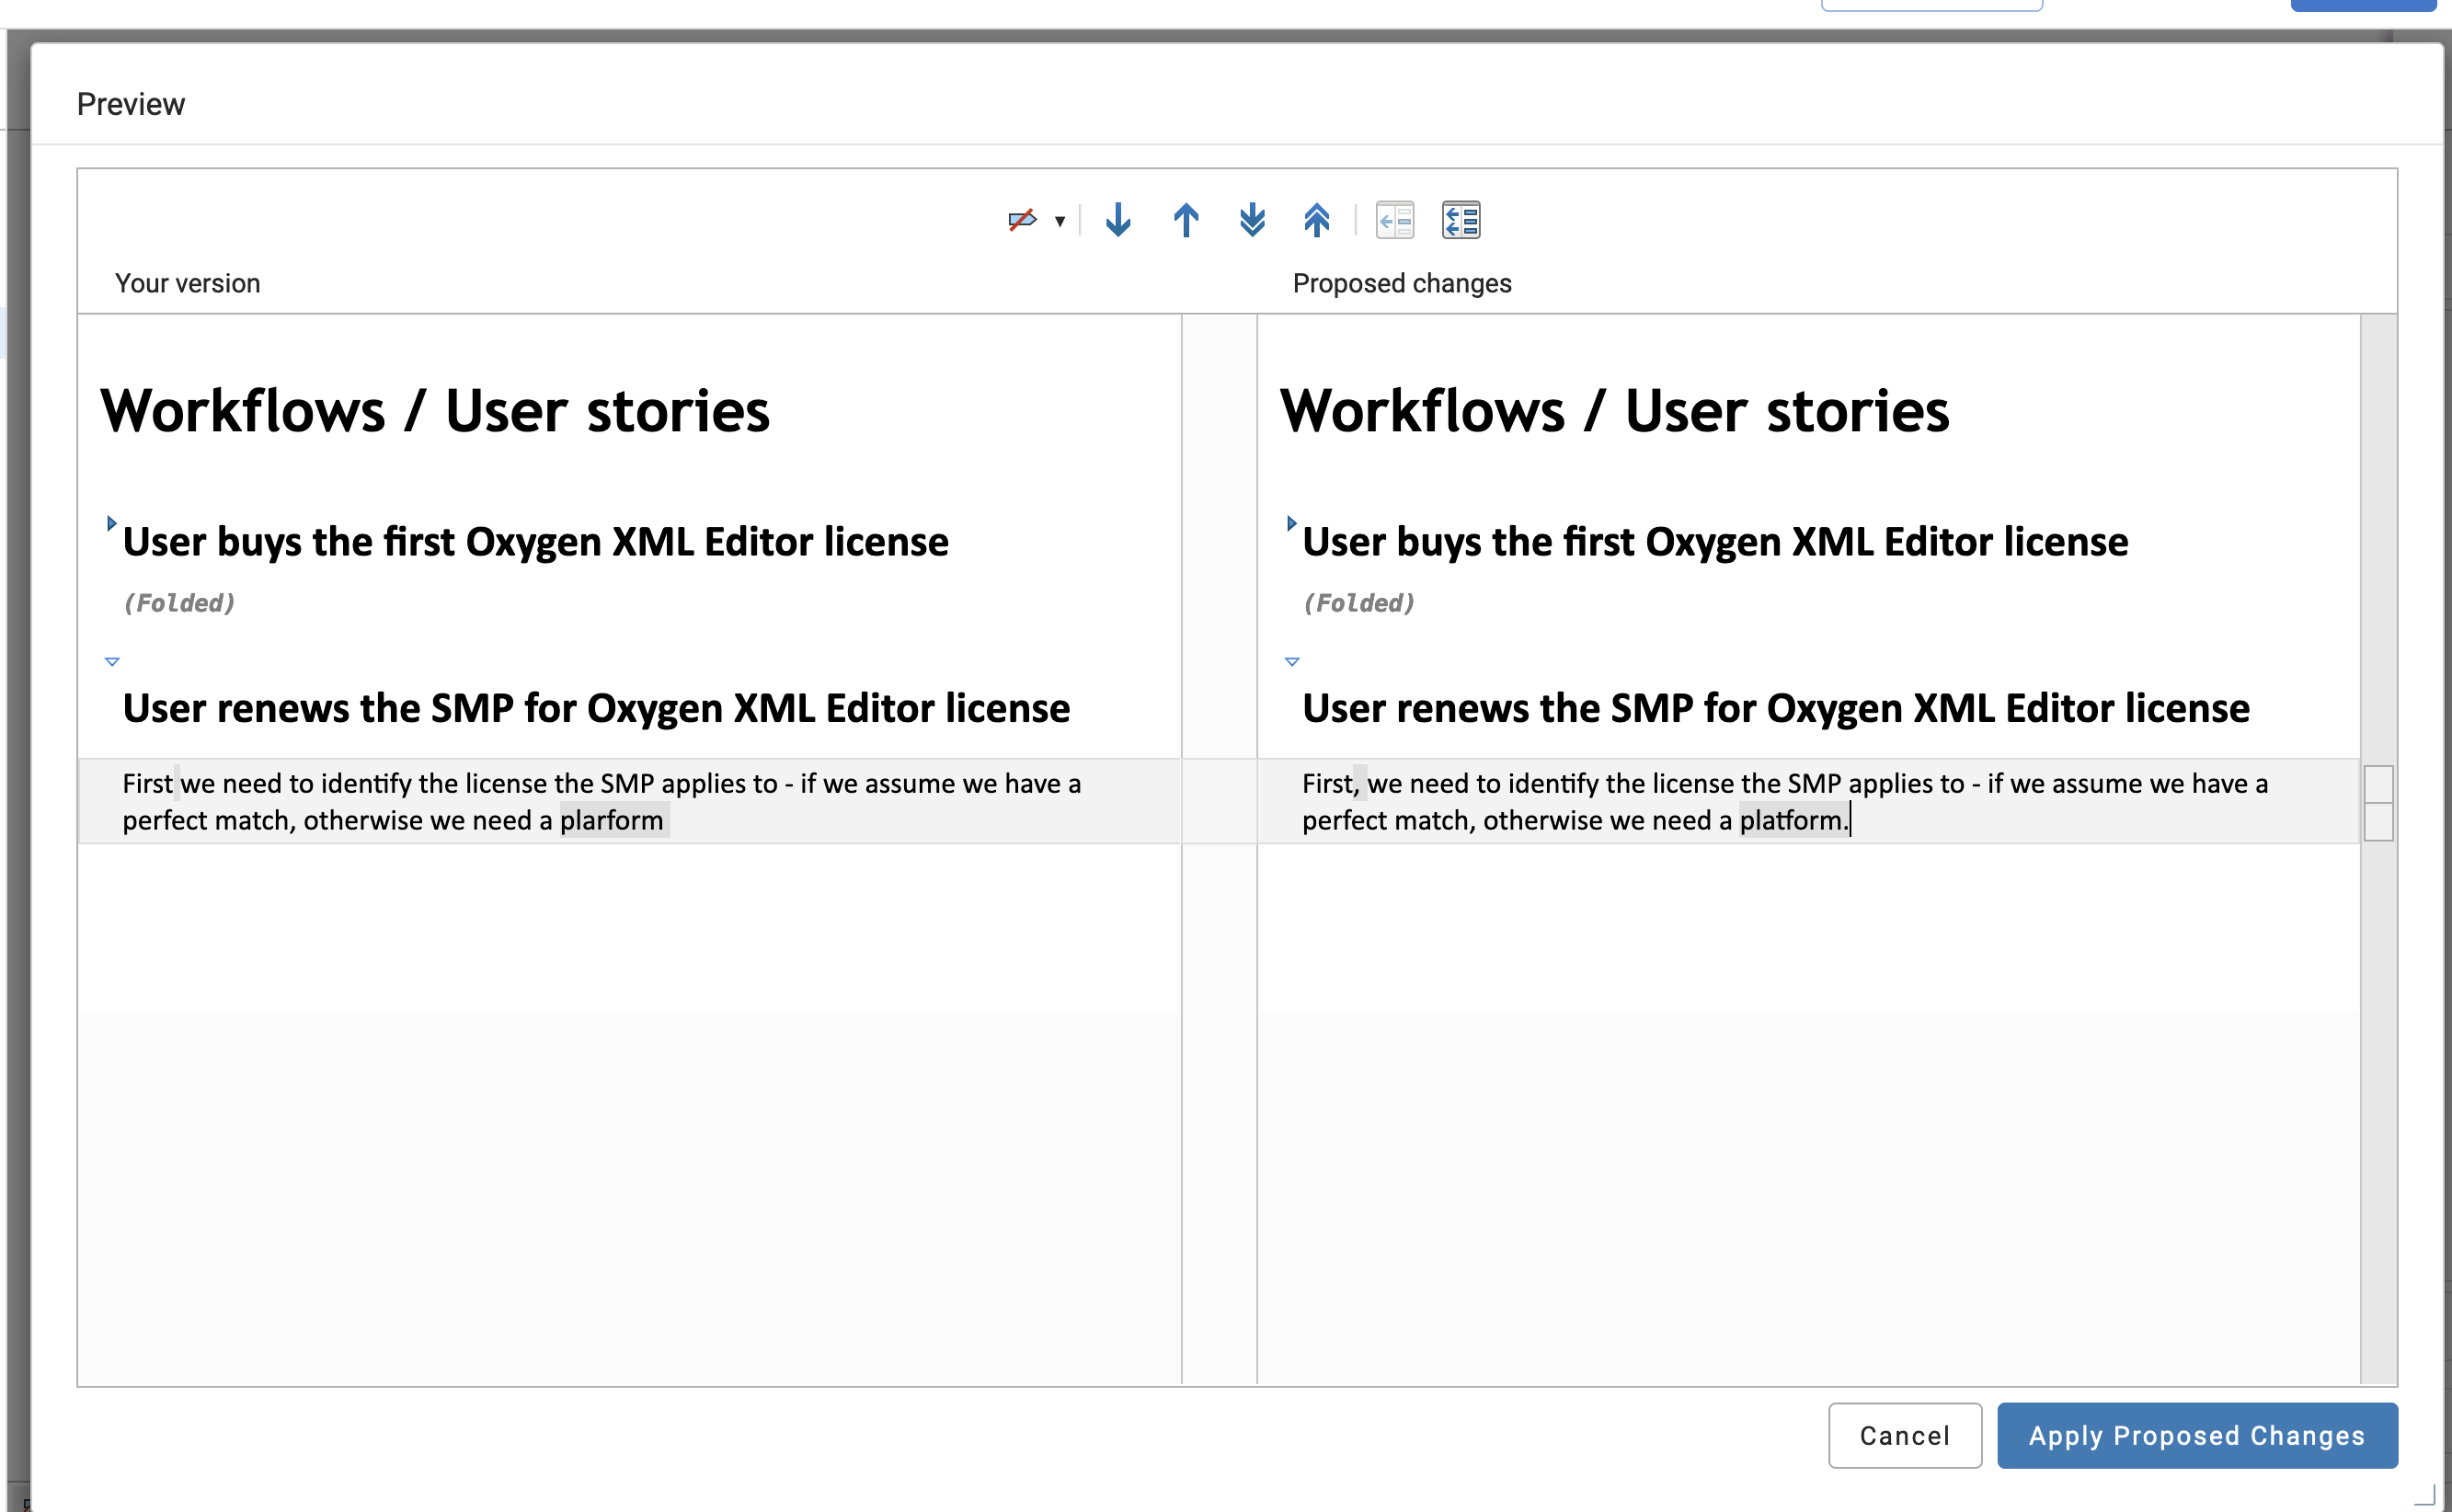 Preview
Your version
Proposed changes
Workflows / User stories
User buys the first Oxygen XML Editor license
(Folded)
User renews the SMP for Oxygen XML Editor license
First we need to identify the license the SMP applies to - if we assume we have a
perfect match, otherwise we need a plarform
Workflows / User stories
User buys the first Oxygen XML Editor license
(Folded)
User renews the SMP for Oxygen XML Editor license
First, we need to identify the license the SMP applies to - if we assume we have a
perfect match, otherwise we need a platform.
Cancel
Apply Proposed Changes